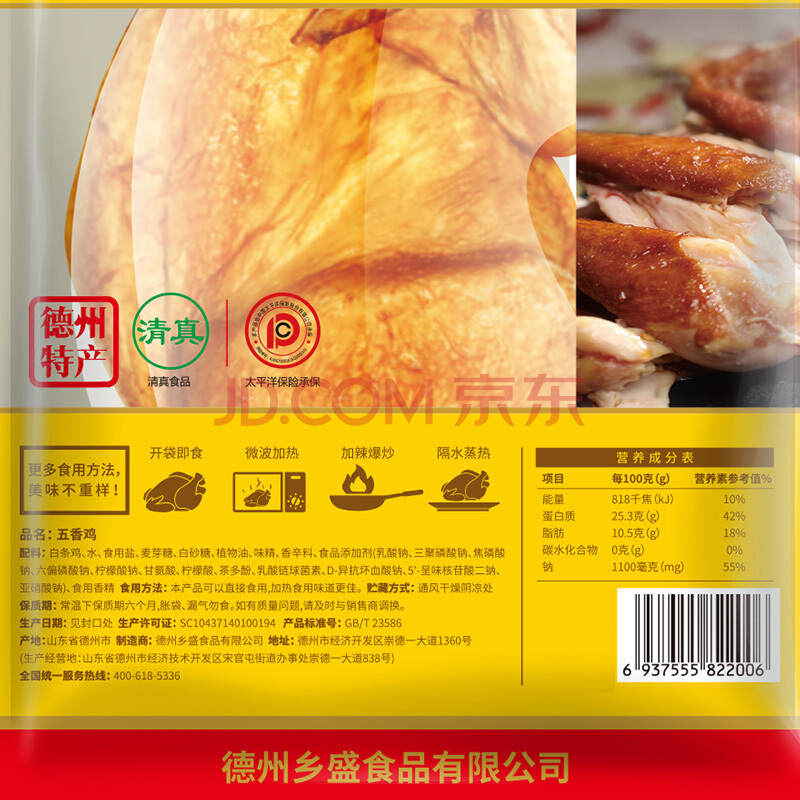 德州
特产
清真
清真食品
太平洋保险承保
JD.COM 京东
更多食用方法，
美味不重样！
开袋即食
微波加热
加辣爆炒
隔水蒸热
品名：五香鸡
配料：白条鸡、水、食用盐、麦芽糖、白砂糖、植物油、味精、香辛料、食品添加剂(乳酸钠、三聚磷酸钠、焦磷酸
钠、六偏磷酸钠、柠檬酸钠、甘氨酸、柠檬酸、茶多酚、乳酸链球菌素、D-异抗坏血酸钠、5'-呈味核苷酸二钠、
亚硝酸钠)、食用香精 食用方法：本产品可以直接食用,加热食用味道更佳。贮藏方式：通风干燥阴凉处
保质期：常温下保质期六个月,胀袋、漏气勿食。如有质量问题,请及时与销售商调换。
生产日期：见封口处 生产许可证：SC10437140100194 产品标准号：GB/T 23586
产地:山东省德州市 制造商：德州乡盛食品有限公司 地址：德州市经济开发区崇德一大道1360号
(生产经营地:山东省德州市经济技术开发区宋官屯街道办事处崇德一大道838号)
全国统一服务热线：400-618-5336
营养成分表
项目 每100克(g) 营养素参考值%
能量 818千焦(kJ) 10%
蛋白质 25.3克(g) 42%
脂肪 10.5克(g) 18%
碳水化合物 0克(g) 0%
钠 1100毫克(mg) 55%
6 937555 822006
德州乡盛食品有限公司